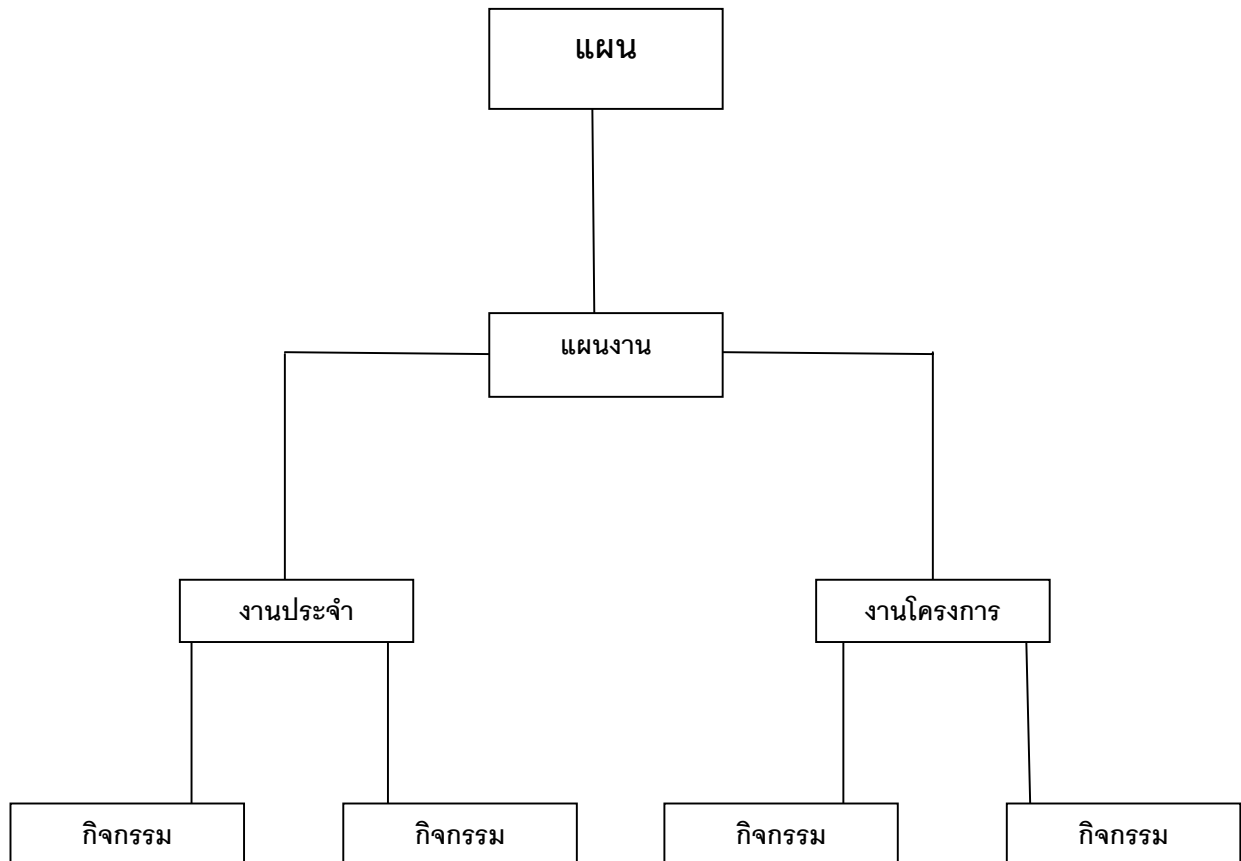 แผน
แผนงาน
งานประจำ
งานโครงการ
กิจกรรม
กิจกรรม
กิจกรรม
กิจกรรม